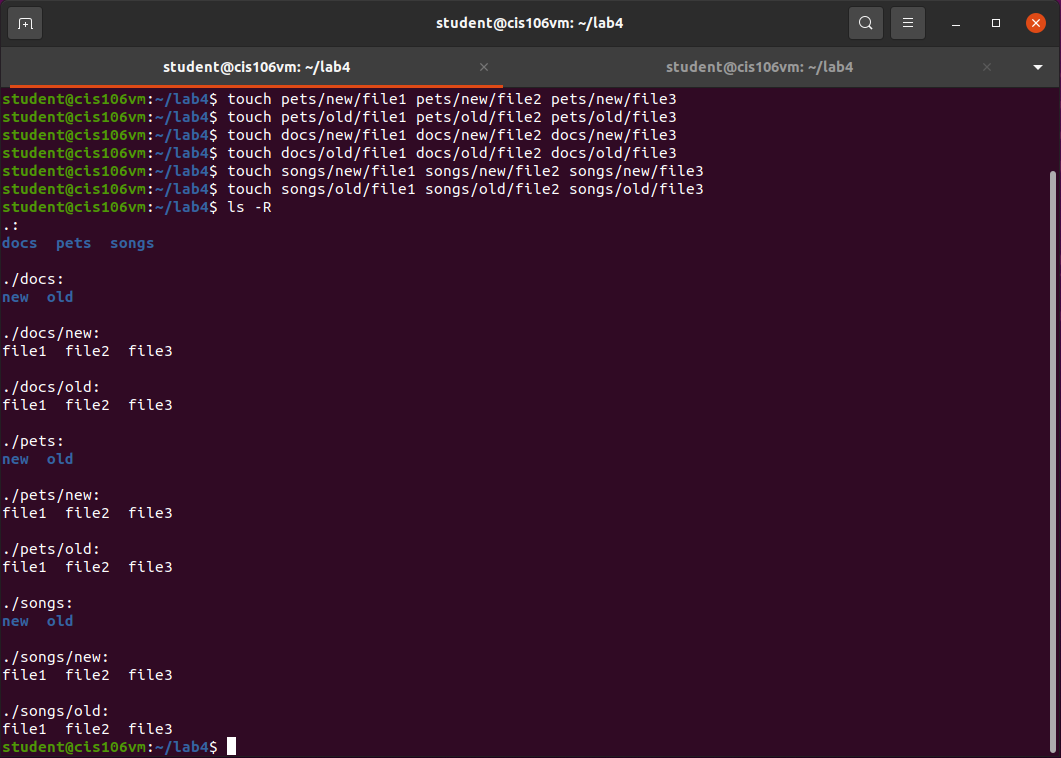 student@cis106vm: ~/lab4
student@cis106vm: ~/lab4 student@cis106vm: ~/lab4
student@cis106vm:~/lab4$ touch pets/new/file1 pets/new/file2 pets/new/file3
student@cis106vm:~/lab4$ touch pets/old/file1 pets/old/file2 pets/old/file3
student@cis106vm:~/lab4$ touch docs/new/file1 docs/new/file2 docs/new/file3
student@cis106vm:~/lab4$ touch docs/old/file1 docs/old/file2 docs/old/file3
student@cis106vm:~/lab4$ touch songs/new/file1 songs/new/file2 songs/new/file3
student@cis106vm:~/lab4$ touch songs/old/file1 songs/old/file2 songs/old/file3
student@cis106vm:~/lab4$ ls -R
.:
docs  pets  songs

./docs:
new  old

./docs/new:
file1  file2  file3

./docs/old:
file1  file2  file3

./pets:
new  old

./pets/new:
file1  file2  file3

./pets/old:
file1  file2  file3

./songs:
new  old

./songs/new:
file1  file2  file3

./songs/old:
file1  file2  file3
student@cis106vm:~/lab4$